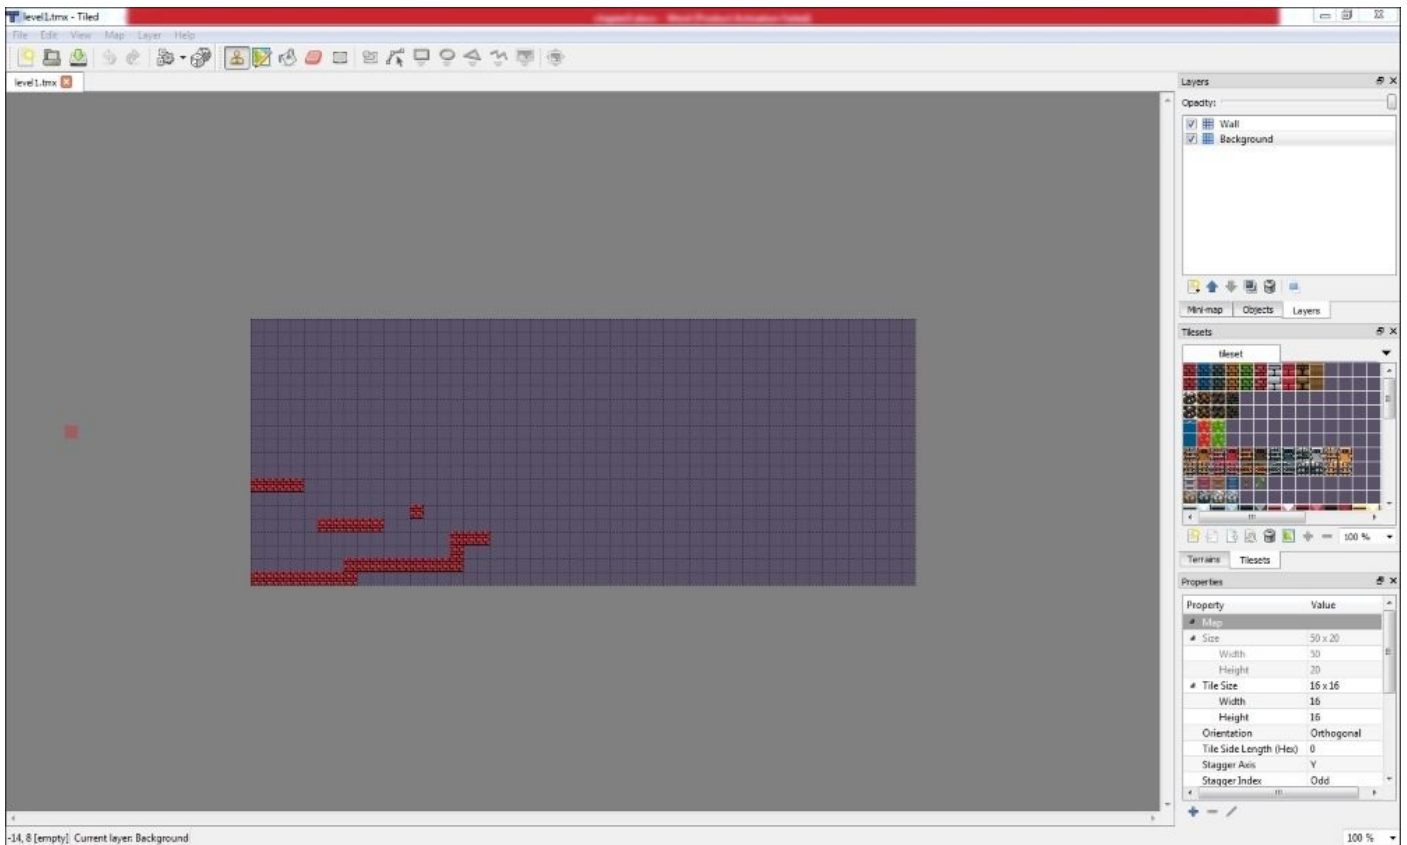 level1.tmx - Tiled
File Edit View Map Layer Help
level1.tmx
Layers
Opacity:
Wall
Background
Mini-map Objects Layers
Tilesets
tileset
100 %
Terrains Tilesets
Properties
Property Value
Map
Size 50 x 20
Width 50
Height 20
Tile Size 16 x 16
Width 16
Height 16
Orientation Orthogonal
Tile Side Length (Hex) 0
Stagger Axis Y
Stagger Index Odd
-14, 8 [empty] Current layer: Background
100 %